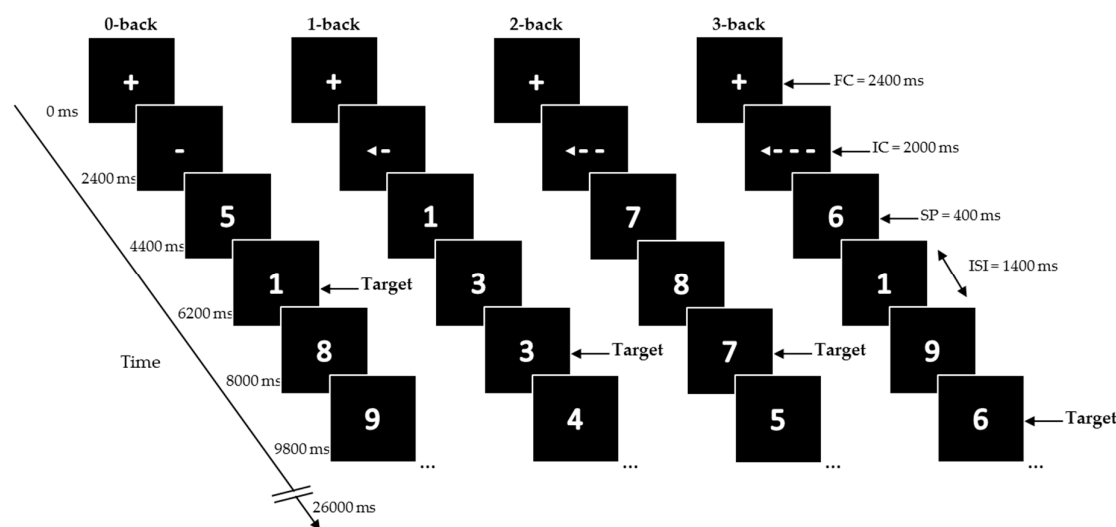 0-back 1-back 2-back 3-back
+ + + + FC = 2400 ms
0 ms
- ◄- ◄-- ◄--- IC = 2000 ms
2400 ms
5 1 7 6 SP = 400 ms
4400 ms
1 Target 3 8 1 ISI = 1400 ms
6200 ms
8 3 Target 7 Target 9
Time
8000 ms
9 4 5 6 Target
9800 ms
... ... ... ...
26000 ms